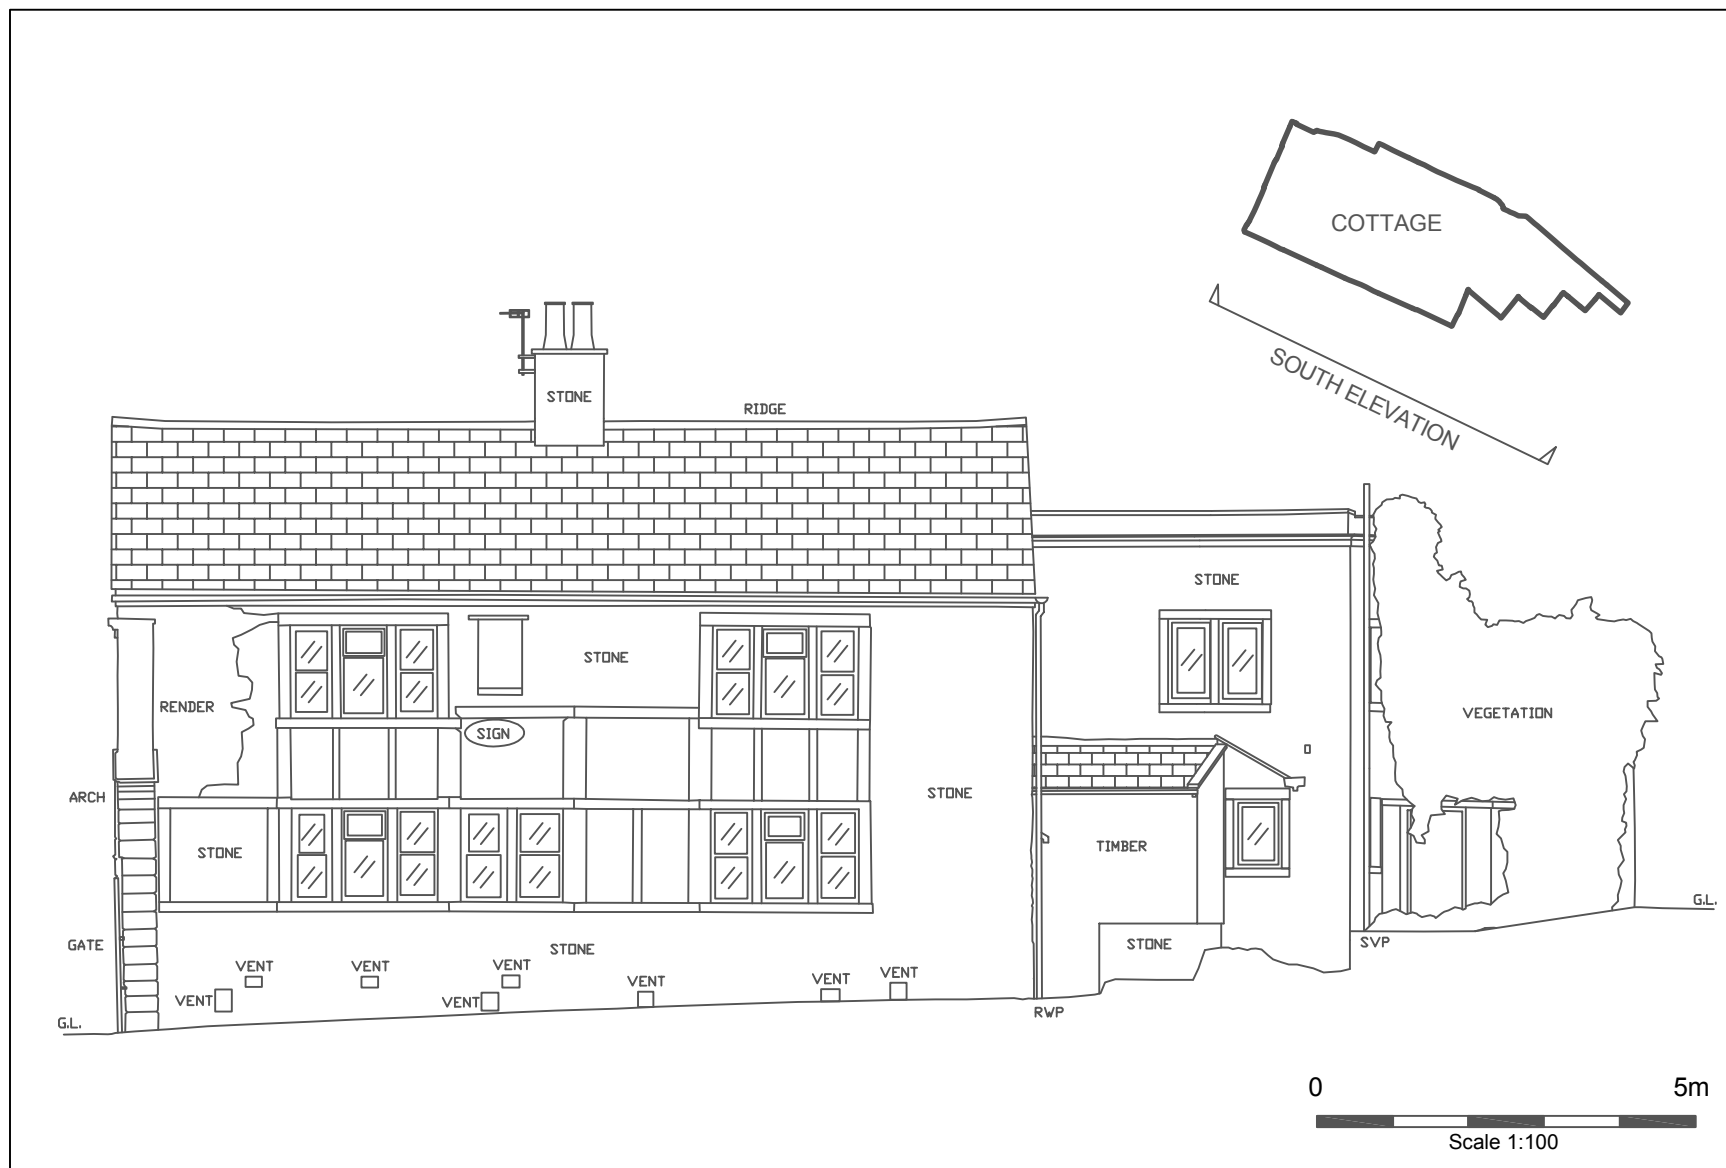 COTTAGE
SOUTH ELEVATION
STONE
RIDGE
STONE
STONE
RENDER
SIGN
VEGETATION
ARCH
STONE
STONE
TIMBER
G.L.
GATE
STONE
STONE
SVP
VENT
VENT
VENT
VENT
VENT
VENT
VENT
VENT
G.L.
RWP
0
5m
Scale 1:100